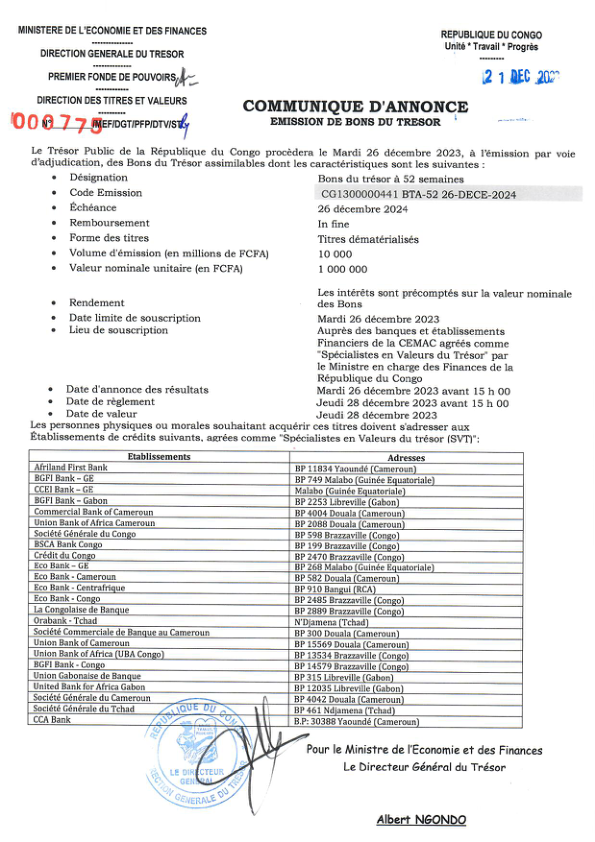 MINISTERE DE L'ECONOMIE ET DES FINANCES
--------------
DIRECTION GENERALE DU TRESOR
--------------
PREMIER FONDE DE POUVOIRS
--------------
DIRECTION DES TITRES ET VALEURS
--------------
N° 000775 /MEF/DGT/PFP/DTV/ST
REPUBLIQUE DU CONGO
Unité * Travail * Progrès
---------
21 DEC
COMMUNIQUE D'ANNONCE
EMISSION DE BONS DU TRESOR
Le Trésor Public de la République du Congo procèdera le Mardi 26 décembre 2023, à l'émission par voie
d'adjudication, des Bons du Trésor assimilables dont les caractéristiques sont les suivantes :
• Désignation Bons du trésor à 52 semaines
• Code Emission CG1300000441 BTA-52 26-DECE-2024
• Échéance 26 décembre 2024
• Remboursement In fine
• Forme des titres Titres dématérialisés
• Volume d'émission (en millions de FCFA) 10 000
• Valeur nominale unitaire (en FCFA) 1 000 000
• Rendement Les intérêts sont précomptés sur la valeur nominale
des Bons
• Date limite de souscription Mardi 26 décembre 2023
• Lieu de souscription Auprès des banques et établissements
Financiers de la CEMAC agréés comme
"Spécialistes en Valeurs du Trésor" par
le Ministre en charge des Finances de la
République du Congo
• Date d'annonce des résultats Mardi 26 décembre 2023 avant 15 h 00
• Date de règlement Jeudi 28 décembre 2023 avant 15 h 00
• Date de valeur Jeudi 28 décembre 2023
Les personnes physiques ou morales souhaitant acquérir ces titres doivent s'adresser aux
Établissements de crédits suivants, agréées comme "Spécialistes en Valeurs du trésor (SVT)":
Etablissements Adresses
Afriland First Bank BP 11834 Yaoundé (Cameroun)
BGFI Bank – GE BP 749 Malabo (Guinée Equatoriale)
CCEI Bank – GE Malabo (Guinée Equatoriale)
BGFI Bank – Gabon BP 2253 Libreville (Gabon)
Commercial Bank of Cameroun BP 4004 Douala (Cameroun)
Union Bank of Africa Cameroun BP 2088 Douala (Cameroun)
Société Générale du Congo BP 598 Brazzaville (Congo)
BSCA Bank Congo BP 199 Brazzaville (Congo)
Crédit du Congo BP 2470 Brazzaville (Congo)
Eco Bank – GE BP 268 Malabo (Guinée Equatoriale)
Eco Bank - Cameroun BP 582 Douala (Cameroun)
Eco Bank - Centrafrique BP 910 Bangui (RCA)
Eco Bank - Congo BP 2485 Brazzaville (Congo)
La Congolaise de Banque BP 2889 Brazzaville (Congo)
Orabank - Tchad N'Djamena (Tchad)
Société Commerciale de Banque au Cameroun BP 300 Douala (Cameroun)
Union Bank of Cameroun BP 15569 Douala (Cameroun)
Union Bank of Africa (UBA Congo) BP 13534 Brazzaville (Congo)
BGFI Bank - Congo BP 14579 Brazzaville (Congo)
Union Gabonaise de Banque BP 315 Libreville (Gabon)
United Bank for Africa Gabon BP 12035 Libreville (Gabon)
Société Générale du Cameroun BP 4042 Douala (Cameroun)
Société Générale du Tchad BP 461 Ndjamena (Tchad)
CCA Bank B.P: 30388 Yaoundé (Cameroun)
REPUBLIQUE DU CONGO
LE DIRECTEUR
GENERAL
DIRECTION GENERALE DU TRESOR
Pour le Ministre de l'Economie et des Finances
Le Directeur Général du Trésor
Albert NGONDO